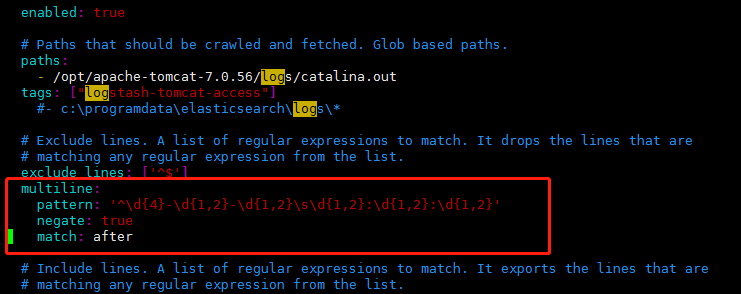 enabled: true
# Paths that should be crawled and fetched. Glob based paths.
paths:
- /opt/apache-tomcat-7.0.56/logs/catalina.out
tags: ["logstash-tomcat-access"]
#- c:\programdata\elasticsearch\logs\*
# Exclude lines. A list of regular expressions to match. It drops the lines that are
# matching any regular expression from the list.
exclude_lines: ['^$']
multiline:
pattern: '^\d{4}-\d{1,2}-\d{1,2}\s\d{1,2}:\d{1,2}:\d{1,2}'
negate: true
match: after
# Include lines. A list of regular expressions to match. It exports the lines that are
# matching any regular expression from the list.